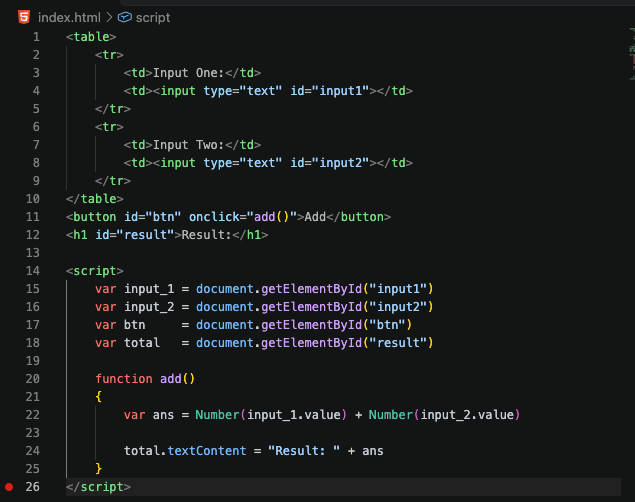 index.html > script
1 <table>
2     <tr>
3         <td>Input One:</td>
4         <td><input type="text" id="input1"></td>
5     </tr>
6     <tr>
7         <td>Input Two:</td>
8         <td><input type="text" id="input2"></td>
9     </tr>
10 </table>
11 <button id="btn" onclick="add()">Add</button>
12 <h1 id="result">Result:</h1>
13
14 <script>
15     var input_1 = document.getElementById("input1")
16     var input_2 = document.getElementById("input2")
17     var btn     = document.getElementById("btn")
18     var total   = document.getElementById("result")
19
20     function add()
21     {
22         var ans = Number(input_1.value) + Number(input_2.value)
23
24         total.textContent = "Result: " + ans
25     }
26 </script>